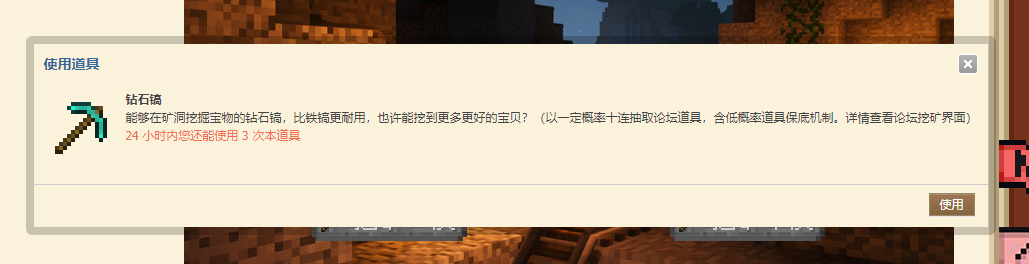 使用道具
钻石镐
能够在矿洞挖掘宝物的钻石镐，比铁镐更耐用，也许能挖到更多更好的宝贝？（以一定概率十连抽取论坛道具，含低概率道具保底机制。详情查看论坛挖矿界面）
24 小时内您还能使用 3 次本道具
使用